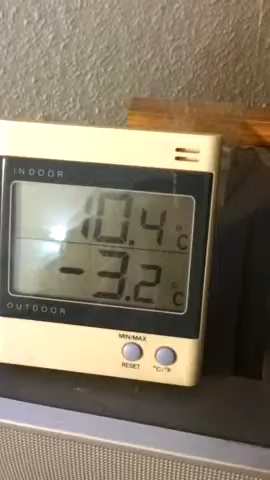 INDOOR
10.4 °C
-3.2 °C
OUTDOOR
MIN/MAX
RESET °C/°F